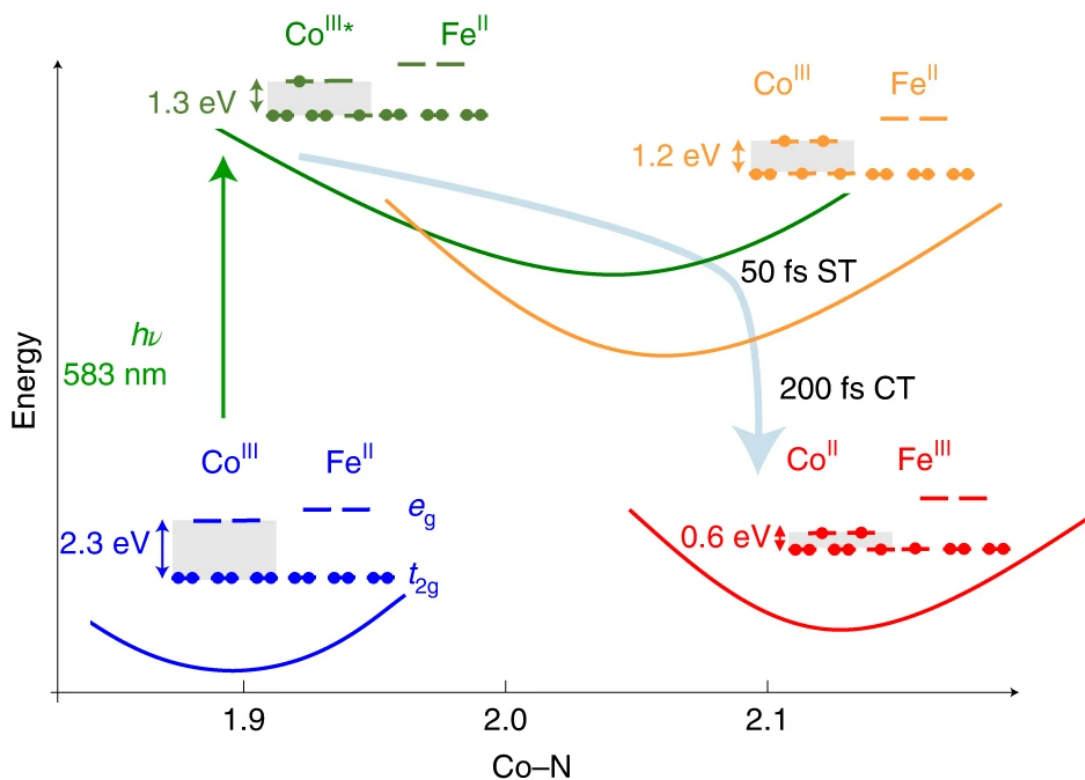 Co^III* Fe^II
1.3 eV
Co^III Fe^II
1.2 eV
50 fs ST
hν
583 nm
200 fs CT
Energy
Co^III Fe^II
e_g
2.3 eV
t_2g
Co^II Fe^III
0.6 eV
1.9 2.0 2.1
Co–N